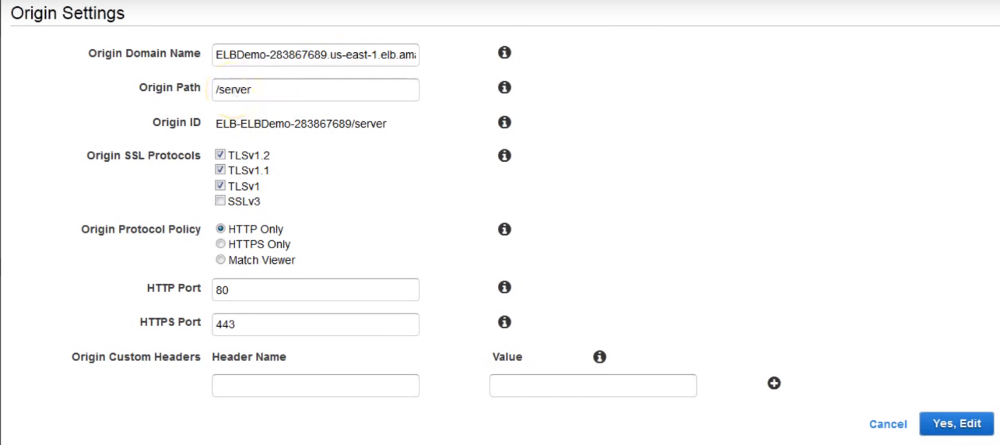 Origin Settings
Origin Domain Name ELBDemo-283867689.us-east-1.elb.ama
Origin Path /server
Origin ID ELB-ELBDemo-283867689/server
Origin SSL Protocols TLSv1.2
TLSv1.1
TLSv1
SSLv3
Origin Protocol Policy HTTP Only
HTTPS Only
Match Viewer
HTTP Port 80
HTTPS Port 443
Origin Custom Headers Header Name Value
Cancel Yes, Edit